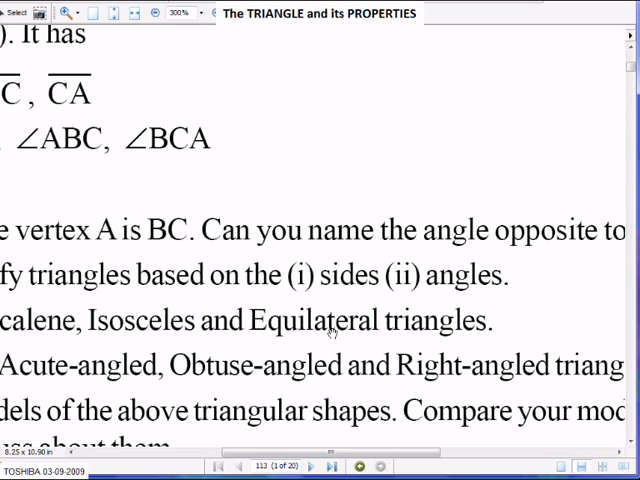 Select
300%
The TRIANGLE and its PROPERTIES
). It has
C , CA
, ∠ABC, ∠BCA
e vertex A is BC. Can you name the angle opposite to
fy triangles based on the (i) sides (ii) angles.
calene, Isosceles and Equilateral triangles.
Acute-angled, Obtuse-angled and Right-angled triang
dels of the above triangular shapes. Compare your mod
uss about them.
8.25 x 10.90 in
113 (1 of 20)
TOSHIBA 03-09-2009